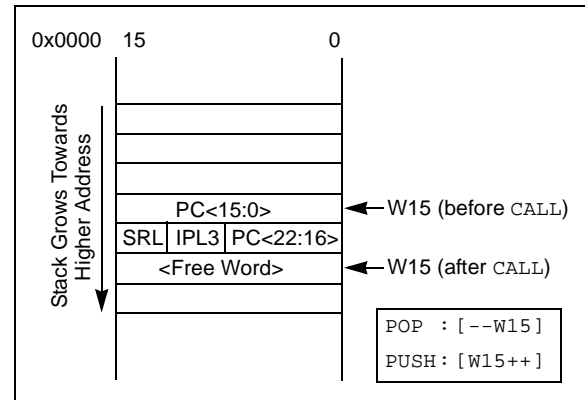 0x0000 15 0
Stack Grows Towards
Higher Address
PC<15:0>
W15 (before CALL)
SRL IPL3 PC<22:16>
<Free Word>
W15 (after CALL)
POP : [--W15]
PUSH: [W15++]